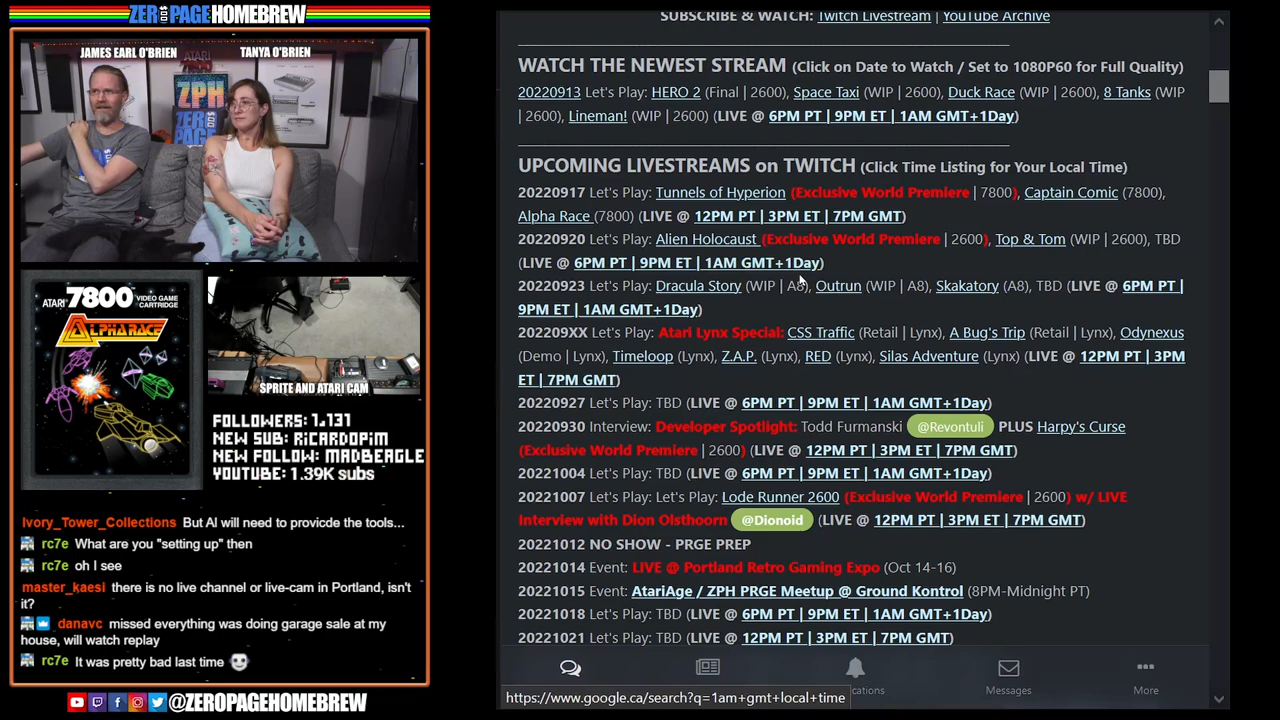 ZERO PAGE HOMEBREW
JAMES EARL O'BRIEN
TANYA O'BRIEN
ATARI
ZPH
ZERO
PAGE
ATARI 7800 VIDEO GAME CARTRIDGE
ALPHA RACE
SPRITE AND ATARI CAM
FOLLOWERS: 1,131
NEW SUB: RICARDOPIM
NEW FOLLOW: MADBEAGLE
YOUTUBE: 1.39K SUBS
Ivory_Tower_Collections But AI will need to provicde the tools...
rc7e What are you "setting up" then
rc7e oh I see
master_kaesi there is no live channel or live-cam in Portland, isn't
it?
danavc missed everything was doing garage sale at my
house, will watch replay
rc7e It was pretty bad last time
@ZEROPAGEHOMEBREW
SUBSCRIBE & WATCH: Twitch Livestream | YouTube Archive
WATCH THE NEWEST STREAM (Click on Date to Watch / Set to 1080P60 for Full Quality)
20220913 Let's Play: HERO 2 (Final | 2600), Space Taxi (WIP | 2600), Duck Race (WIP | 2600), 8 Tanks (WIP
| 2600), Lineman! (WIP | 2600) (LIVE @ 6PM PT | 9PM ET | 1AM GMT+1Day)
UPCOMING LIVESTREAMS on TWITCH (Click Time Listing for Your Local Time)
20220917 Let's Play: Tunnels of Hyperion (Exclusive World Premiere | 7800), Captain Comic (7800),
Alpha Race (7800) (LIVE @ 12PM PT | 3PM ET | 7PM GMT)
20220920 Let's Play: Alien Holocaust (Exclusive World Premiere | 2600), Top & Tom (WIP | 2600), TBD
(LIVE @ 6PM PT | 9PM ET | 1AM GMT+1Day)
20220923 Let's Play: Dracula Story (WIP | A8), Outrun (WIP | A8), Skakatory (A8), TBD (LIVE @ 6PM PT |
9PM ET | 1AM GMT+1Day)
202209XX Let's Play: Atari Lynx Special: CSS Traffic (Retail | Lynx), A Bug's Trip (Retail | Lynx), Odynexus
(Demo | Lynx), Timeloop (Lynx), Z.A.P. (Lynx), RED (Lynx), Silas Adventure (Lynx) (LIVE @ 12PM PT | 3PM
ET | 7PM GMT)
20220927 Let's Play: TBD (LIVE @ 6PM PT | 9PM ET | 1AM GMT+1Day)
20220930 Interview: Developer Spotlight: Todd Furmanski @Revontuli PLUS Harpy's Curse
(Exclusive World Premiere | 2600) (LIVE @ 12PM PT | 3PM ET | 7PM GMT)
20221004 Let's Play: TBD (LIVE @ 6PM PT | 9PM ET | 1AM GMT+1Day)
20221007 Let's Play: Let's Play: Lode Runner 2600 (Exclusive World Premiere | 2600) w/ LIVE
Interview with Dion Olsthoorn @Dionoid (LIVE @ 12PM PT | 3PM ET | 7PM GMT)
20221012 NO SHOW - PRGE PREP
20221014 Event: LIVE @ Portland Retro Gaming Expo (Oct 14-16)
20221015 Event: AtariAge / ZPH PRGE Meetup @ Ground Kontrol (8PM-Midnight PT)
20221018 Let's Play: TBD (LIVE @ 6PM PT | 9PM ET | 1AM GMT+1Day)
20221021 Let's Play: TBD (LIVE @ 12PM PT | 3PM ET | 7PM GMT)
cations
Messages
More
https://www.google.ca/search?q=1am+gmt+local+time